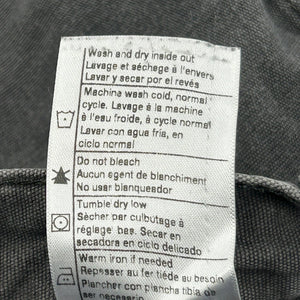 Wash and dry inside out
Lavage et séchage à l'envers
Lavar y secar por el revés
Machine wash cold, normal
cycle. Lavage à la machine
à l'eau froide, à cycle normal
Lavar con agua fria, en
ciclo normal
Do not bleach
Aucun agent de blanchiment
No usar blanqueador
Tumble dry low
Sècher par culbutage à
réglage bas. Secar en
secadora en ciclo delicado
Warm iron if needed
Repasser au fer tiède au besoin
Planchar con plancha tibia de
ser necesario